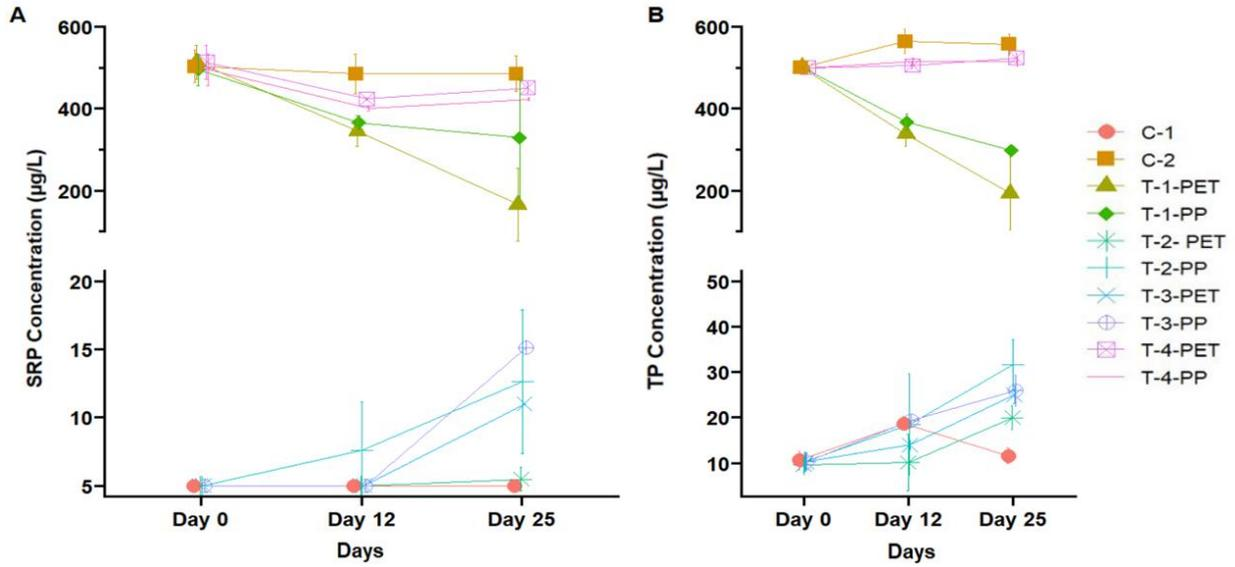 A
B
600
400
200
20
15
10
5
SRP Concentration (µg/L)
Day 0
Day 12
Day 25
Days
600
400
200
50
40
30
20
10
TP Concentration (µg/L)
Day 0
Day 12
Day 25
Days
C-1
C-2
T-1-PET
T-1-PP
T-2- PET
T-2-PP
T-3-PET
T-3-PP
T-4-PET
T-4-PP